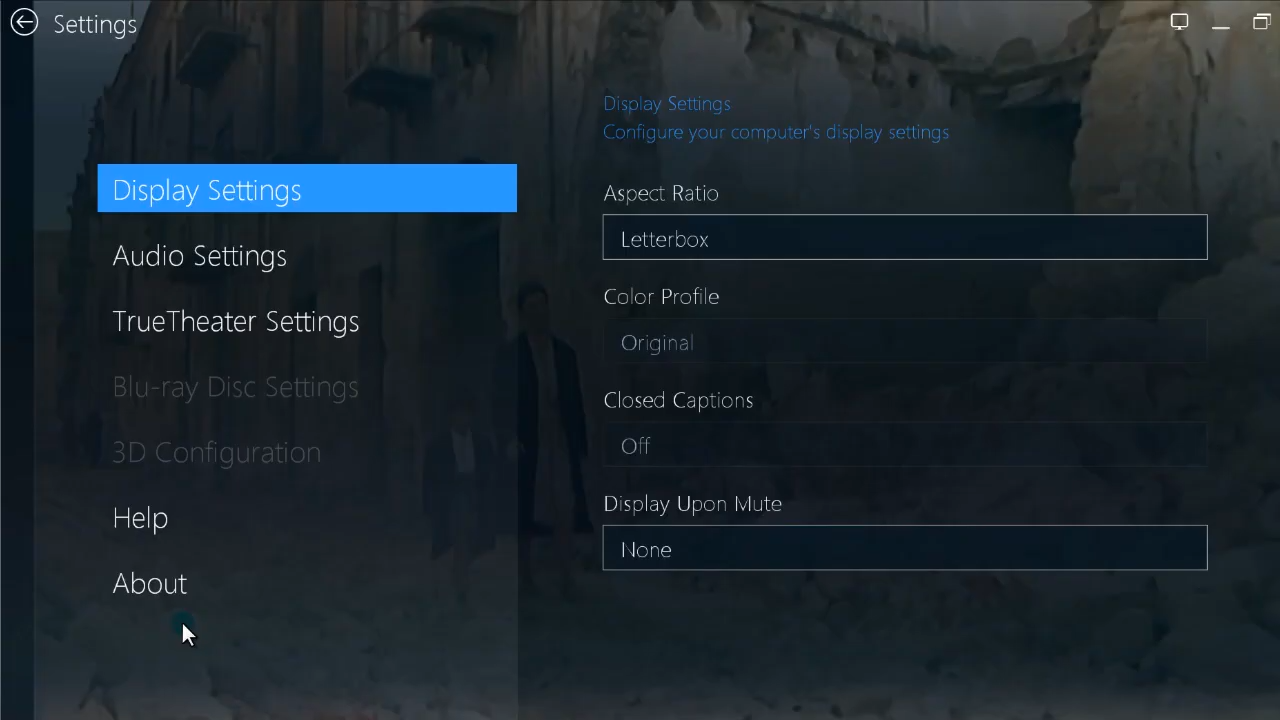 Settings
Display Settings
Configure your computer's display settings
Display Settings
Audio Settings
TrueTheater Settings
Blu-ray Disc Settings
3D Configuration
Help
About
Aspect Ratio
Letterbox
Color Profile
Original
Closed Captions
Off
Display Upon Mute
None